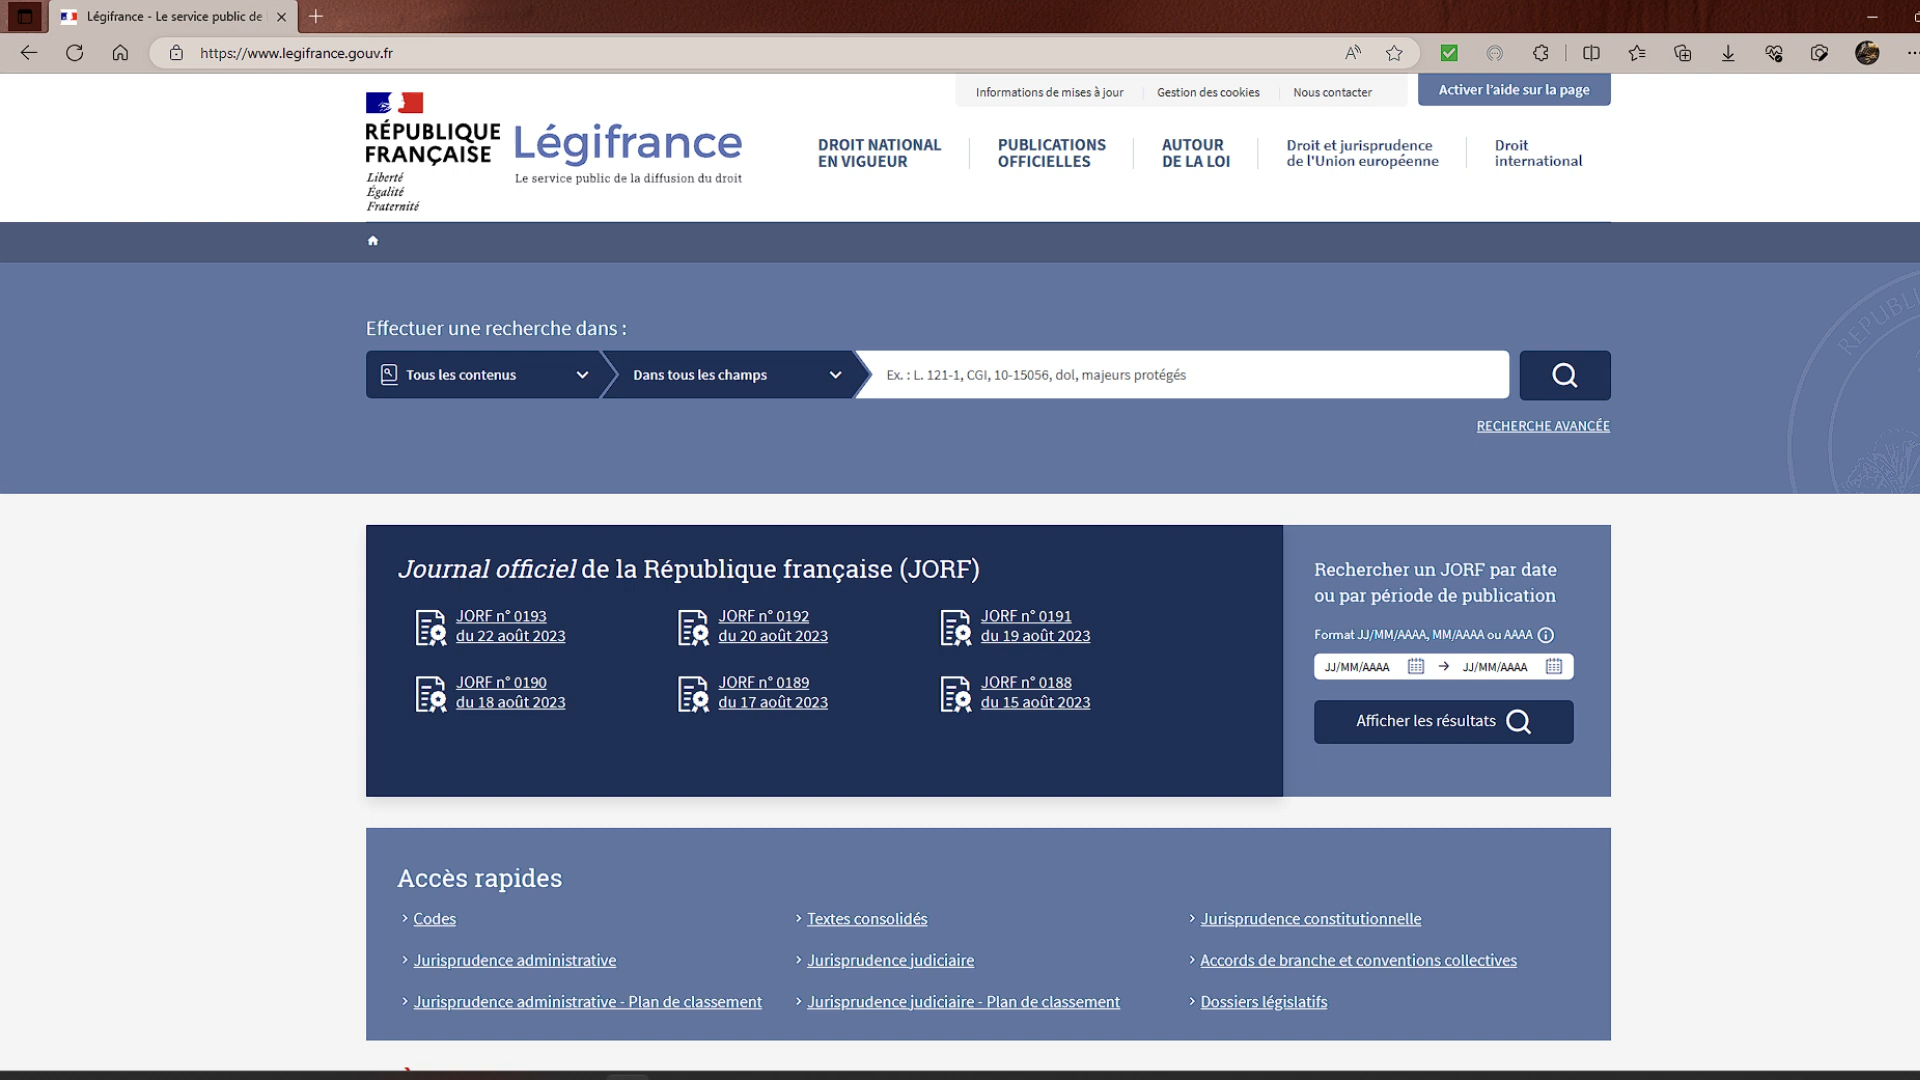 Légifrance - Le service public de
https://www.legifrance.gouv.fr
Informations de mises à jour
Gestion des cookies
Nous contacter
Activer l'aide sur la page
RÉPUBLIQUE
FRANÇAISE
Liberté
Égalité
Fraternité
Légifrance
Le service public de la diffusion du droit
DROIT NATIONAL
EN VIGUEUR
PUBLICATIONS
OFFICIELLES
AUTOUR
DE LA LOI
Droit et jurisprudence
de l'Union européenne
Droit
international
Effectuer une recherche dans :
Tous les contenus
Dans tous les champs
Ex. : L. 121-1, CGI, 10-15056, dol, majeurs protégés
RECHERCHE AVANCÉE
Journal officiel de la République française (JORF)
JORF n° 0193
du 22 août 2023
JORF n° 0192
du 20 août 2023
JORF n° 0191
du 19 août 2023
JORF n° 0190
du 18 août 2023
JORF n° 0189
du 17 août 2023
JORF n° 0188
du 15 août 2023
Rechercher un JORF par date
ou par période de publication
Format JJ/MM/AAAA, MM/AAAA ou AAAA
JJ/MM/AAAA → JJ/MM/AAAA
Afficher les résultats
Accès rapides
Codes
Textes consolidés
Jurisprudence constitutionnelle
Jurisprudence administrative
Jurisprudence judiciaire
Accords de branche et conventions collectives
Jurisprudence administrative - Plan de classement
Jurisprudence judiciaire - Plan de classement
Dossiers législatifs